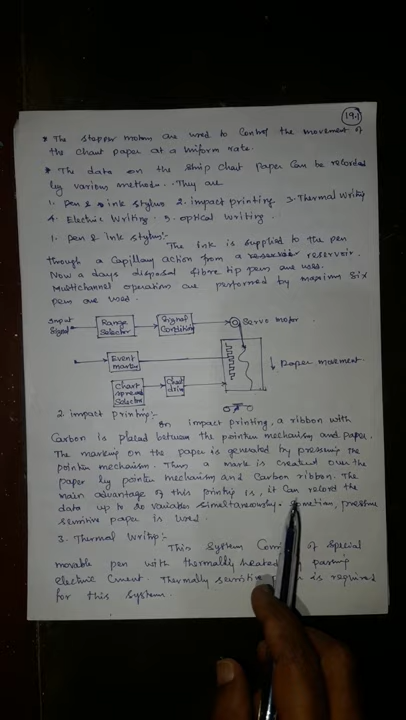 19.1
* The stepper motors are used to control the movement of
the chart paper at a Uniform rate.
* The data on the strip chart paper can be recorded
by various methods. They are
1. pen & ink stylus 2. impact printing 3. Thermal writing
4. Electric Writing. 5. optical Writing.
1. pen & Ink stylus:-
The ink is supplied to the pen
through a capillary action from a reservoir.
Now a days disposal fibre tip pens are used.
Multichannel operation are performed by maximum Six
pens are used.
Input Signal
Range Selector
Signal Condition
Servo motor
Event marker
↓ Paper movement
Chart speed Selector
Chart drive
2. impact printing:-
In impact printing, a ribbon with
Carbon is placed between the pointer mechanism and paper.
The marking on the paper is generated by pressing the
pointer mechanism. Thus a mark is created over the
paper by pointer mechanism and Carbon ribbon. The
main advantage of this printing is, it can record the
data up to 20 variables simultaneously. Sometime, pressure
sensitive paper is used.
3. Thermal Writing:-
This System of Special
movable pen with thermally heated passing
electric Current. Thermally sensitive is required
for this System.